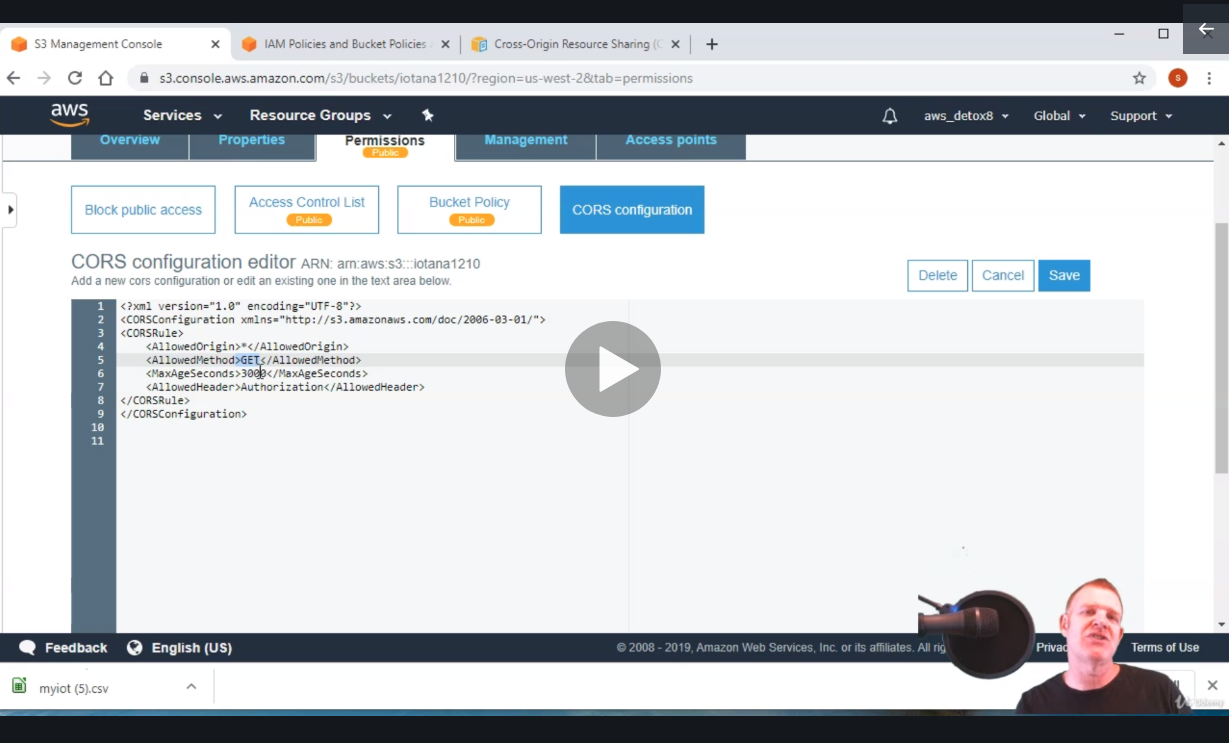 S3 Management Console
IAM Policies and Bucket Policies
Cross-Origin Resource Sharing (
s3.console.aws.amazon.com/s3/buckets/iotana1210/?region=us-west-2&tab=permissions
S
aws Services Resource Groups aws_detox8 Global Support
Overview Properties Permissions Management Access points
Public
Block public access Access Control List Bucket Policy CORS configuration
Public Public
CORS configuration editor ARN: arn:aws:s3:::iotana1210
Add a new cors configuration or edit an existing one in the text area below.
Delete Cancel Save
1 <?xml version="1.0" encoding="UTF-8"?>
2 <CORSConfiguration xmlns="http://s3.amazonaws.com/doc/2006-03-01/">
3 <CORSRule>
4 <AllowedOrigin>*</AllowedOrigin>
5 <AllowedMethod>GET</AllowedMethod>
6 <MaxAgeSeconds>3000</MaxAgeSeconds>
7 <AllowedHeader>Authorization</AllowedHeader>
8 </CORSRule>
9 </CORSConfiguration>
10
11
Feedback English (US) © 2008 - 2019, Amazon Web Services, Inc. or its affiliates. All Terms of Use
myiot (5).csv
Udemy